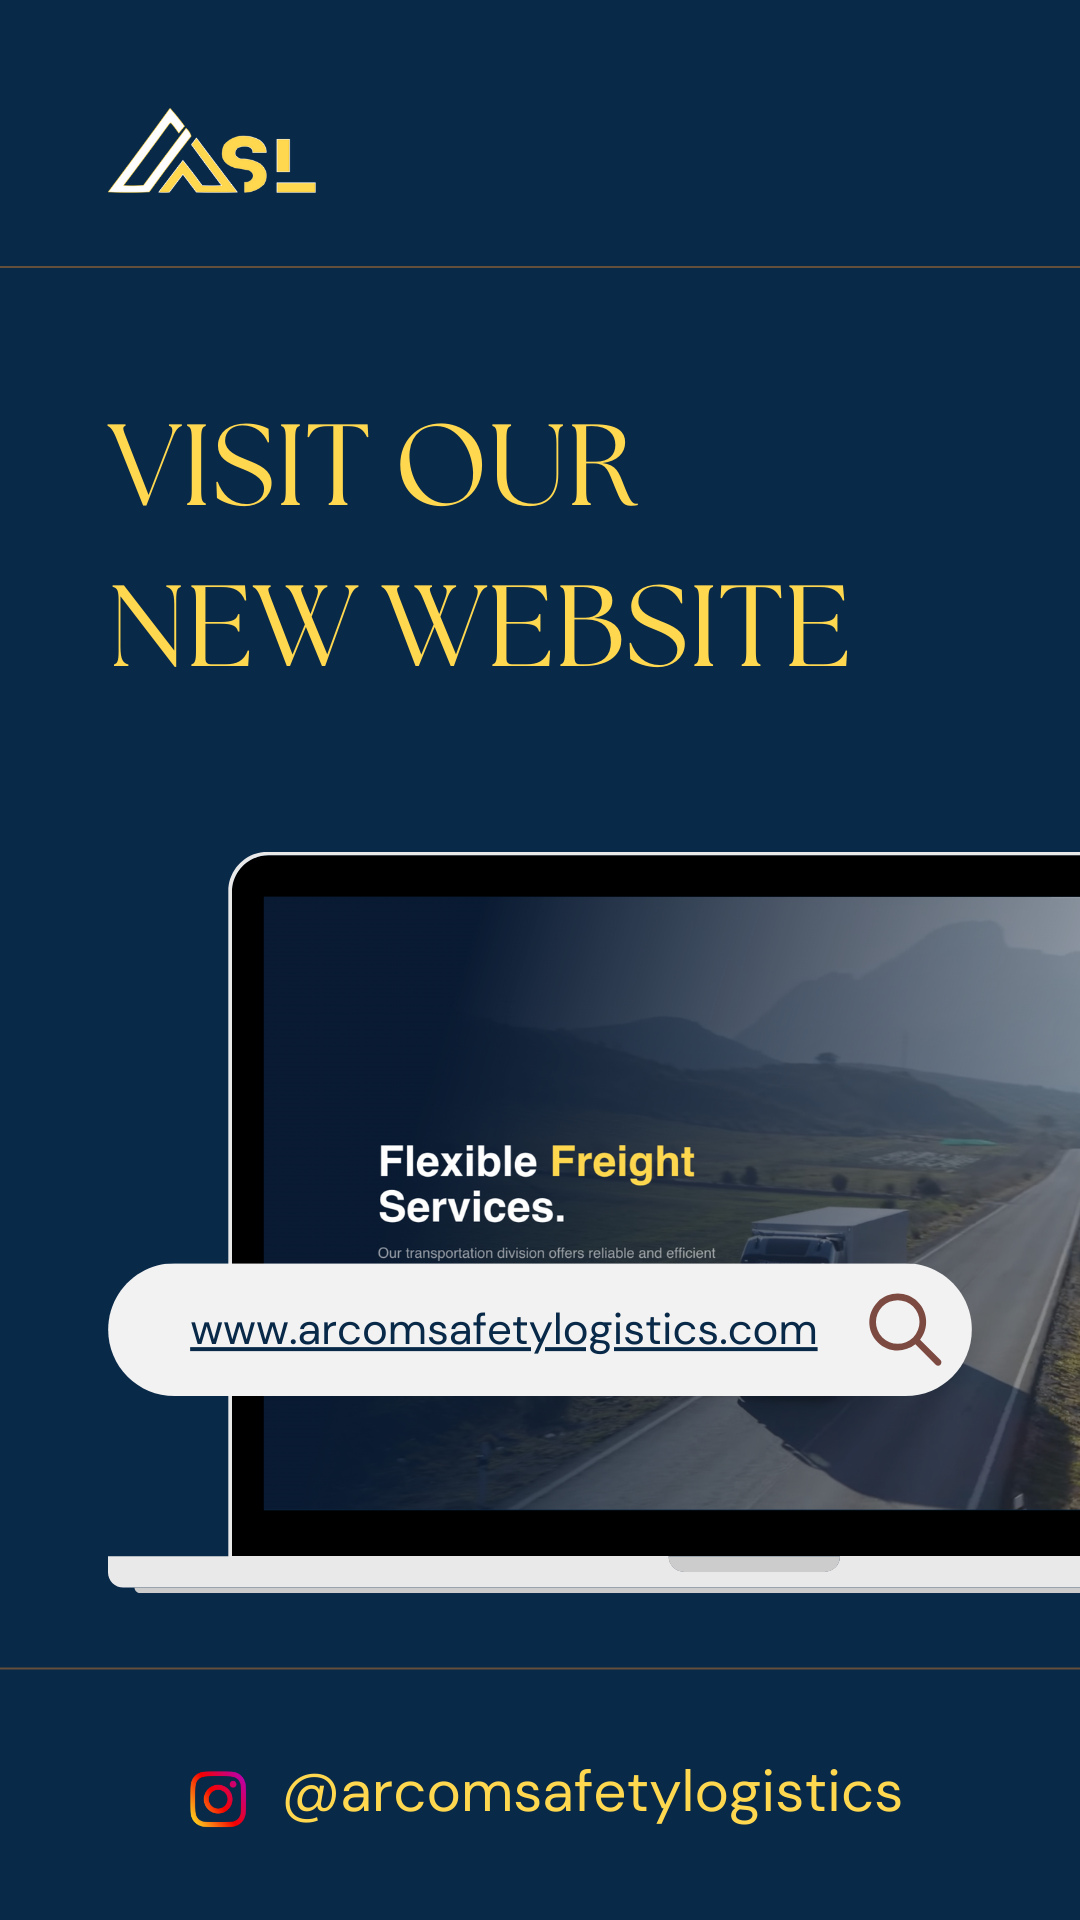 ASL
VISIT OUR
NEW WEBSITE
Flexible Freight
Services.
Our transportation division offers reliable and efficient
www.arcomsafetylogistics.com
@arcomsafetylogistics